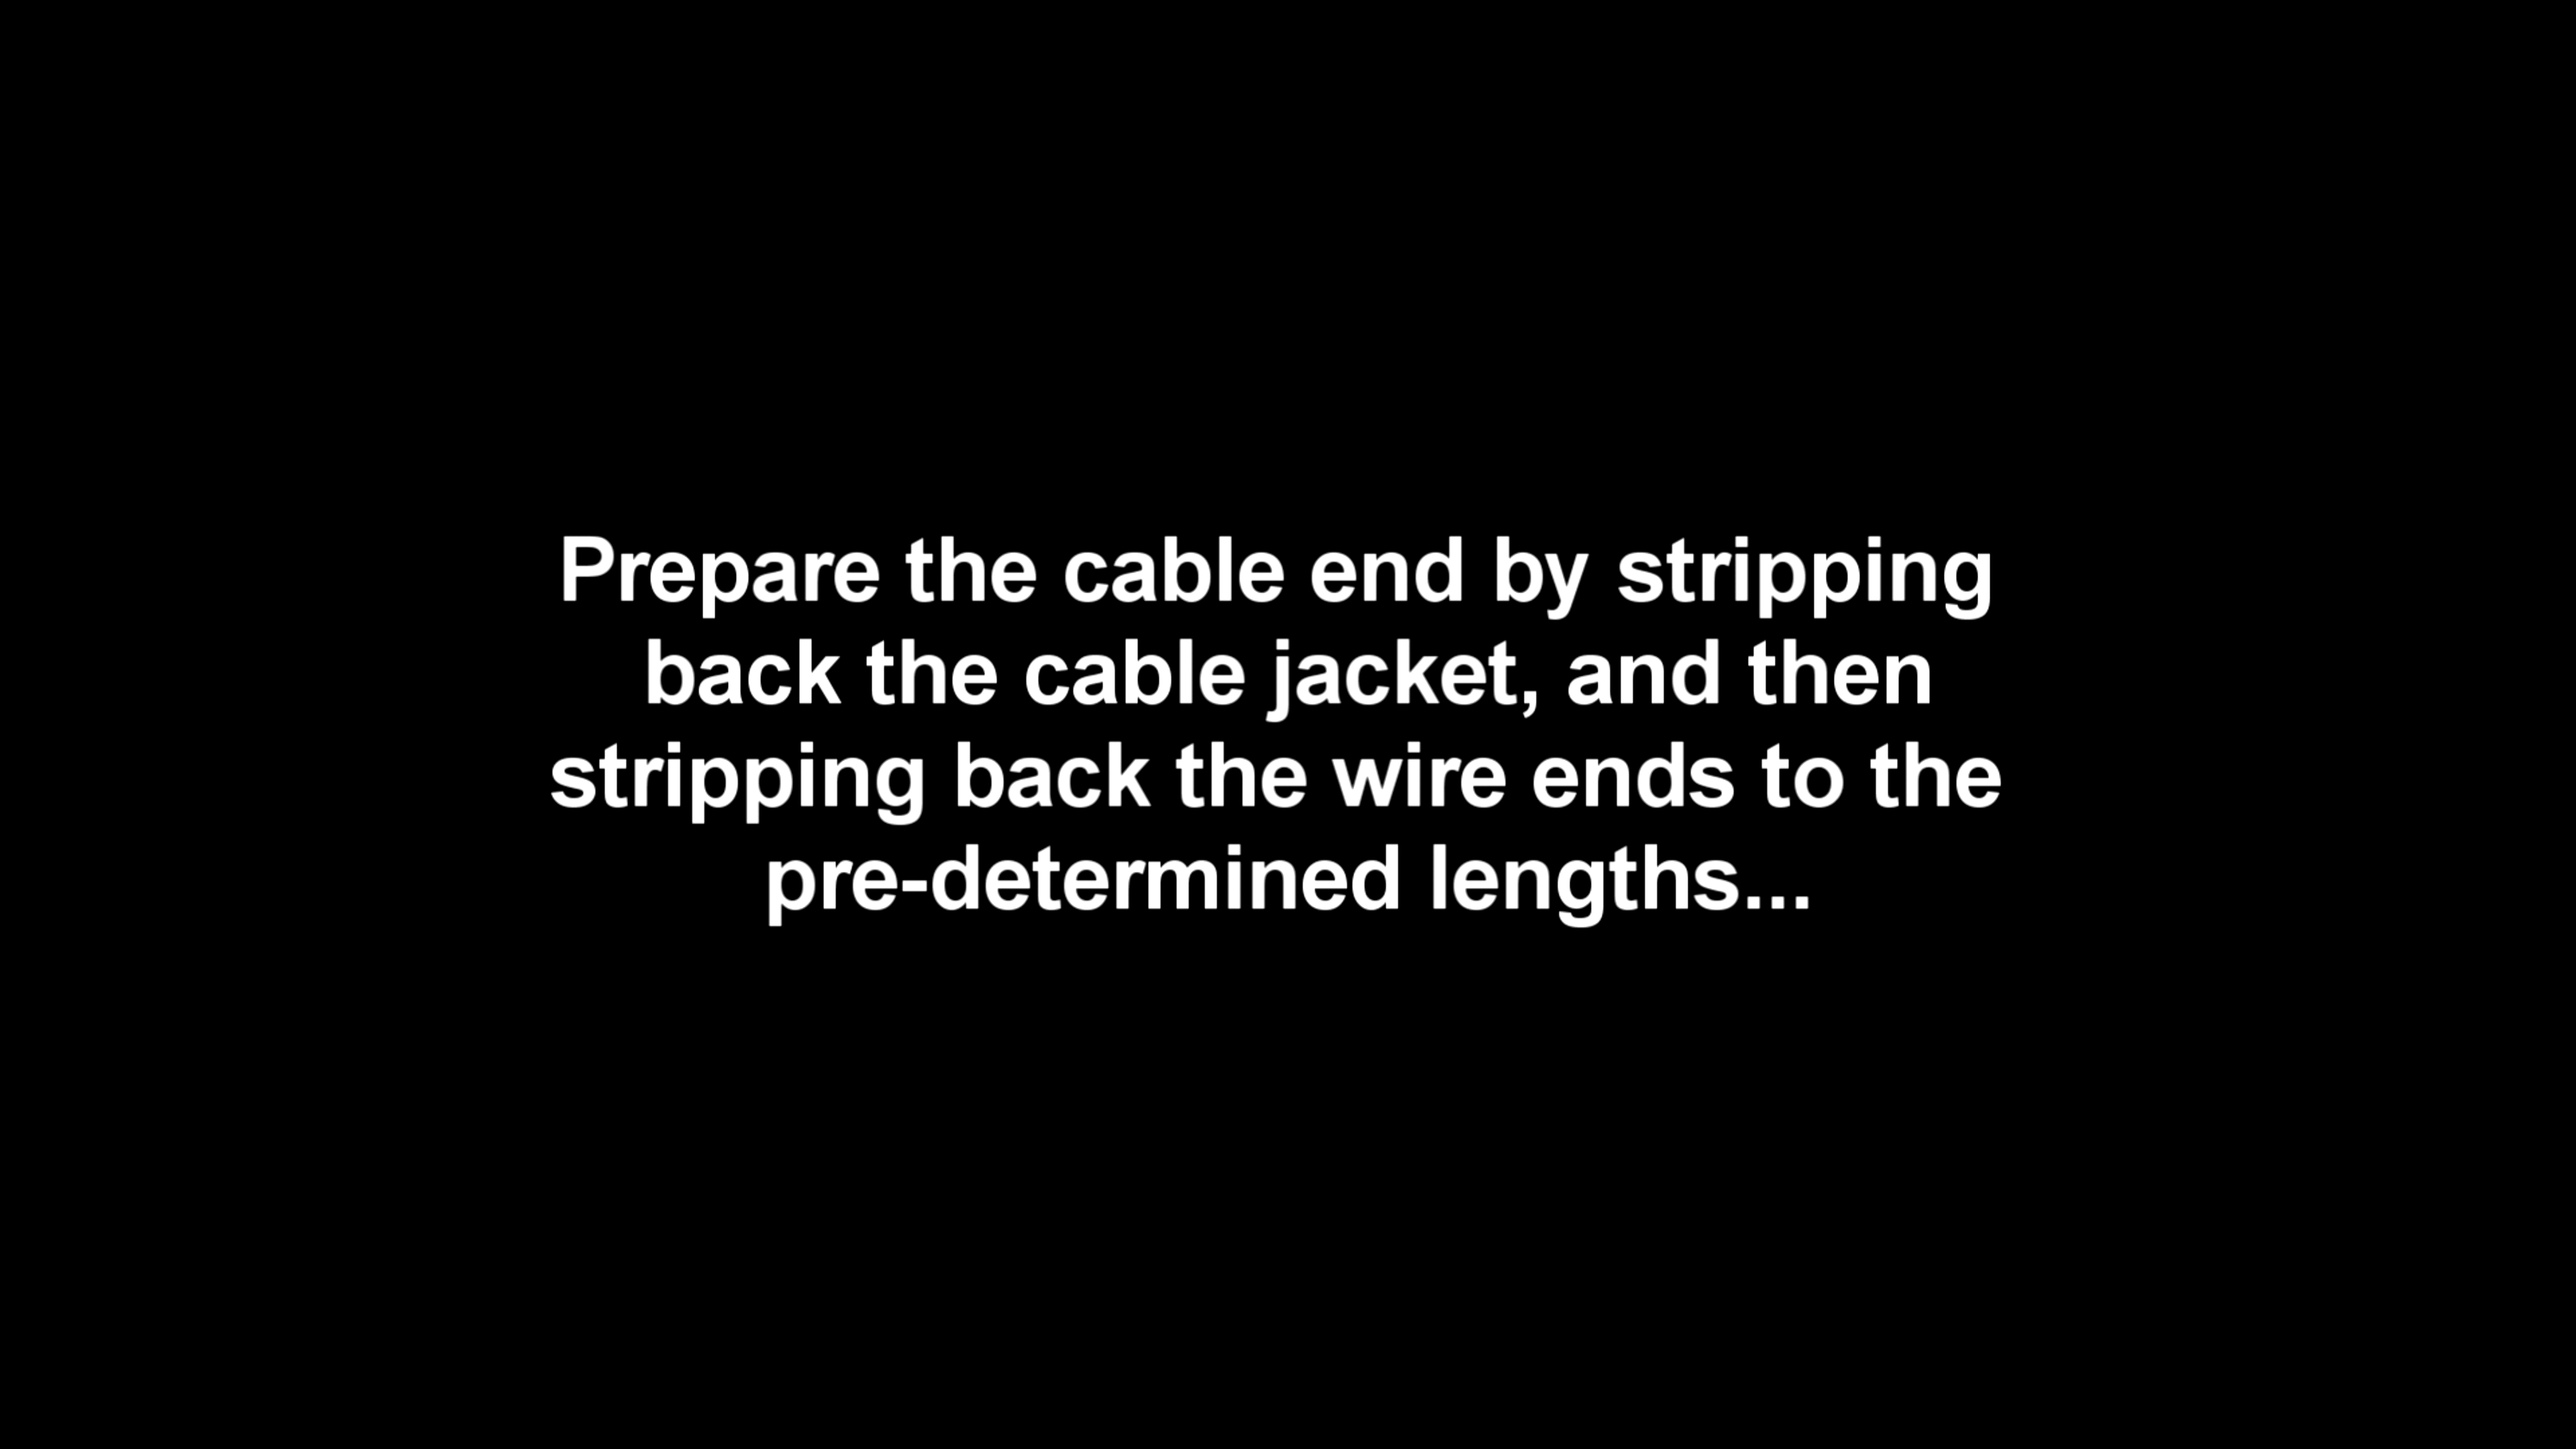 Prepare the cable end by stripping
back the cable jacket, and then
stripping back the wire ends to the
pre-determined lengths...